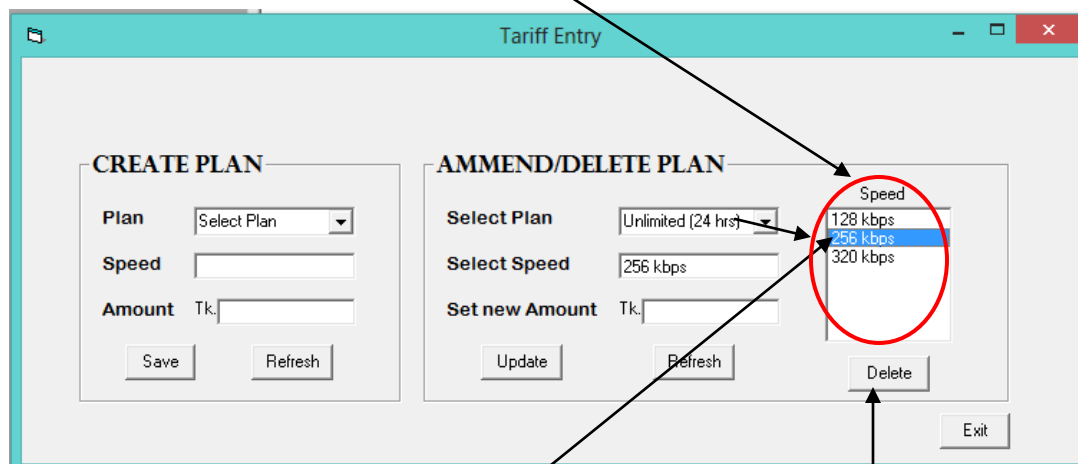 Tariff Entry
CREATE PLAN
Plan
Select Plan
Speed
Amount
Tk.
Save
Refresh
AMMEND/DELETE PLAN
Select Plan
Unlimited (24 hrs)
Select Speed
256 kbps
Set new Amount
Tk.
Update
Refresh
Speed
128 kbps
256 kbps
320 kbps
Delete
Exit